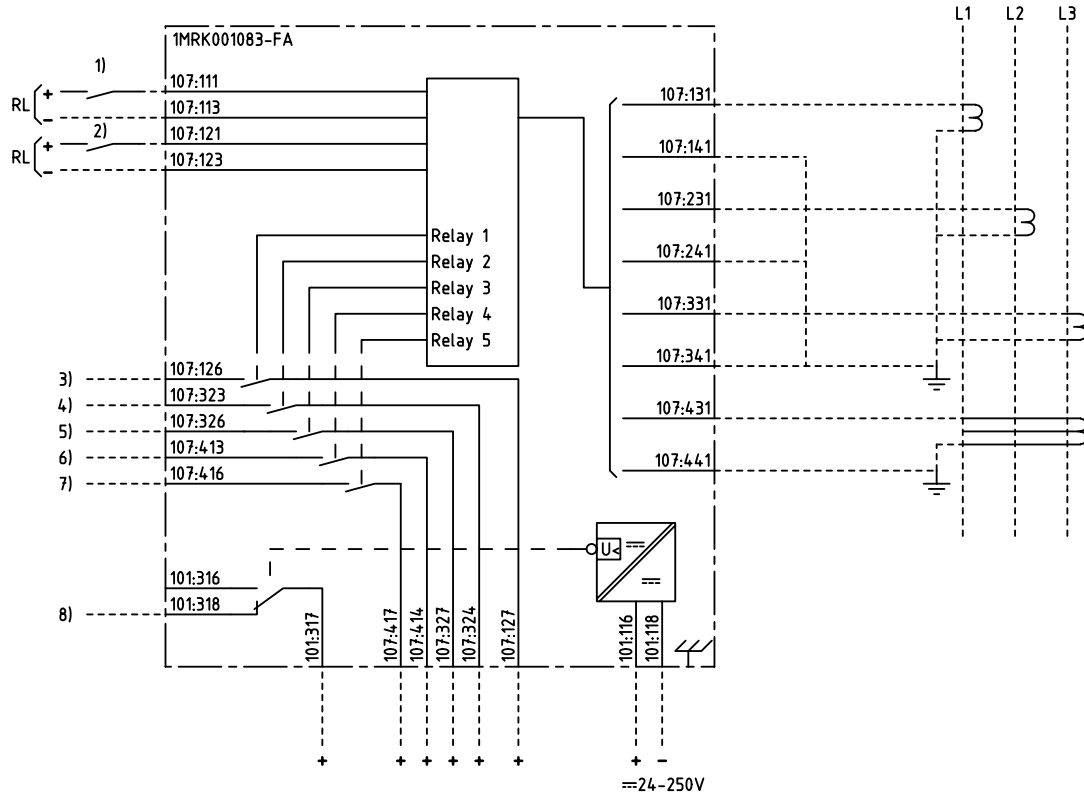 L1 L2 L3
1MRK001083-FA
1)
RL + 107:111
- 107:113
2)
RL + 107:121
- 107:123
107:131
107:141
107:231
107:241
107:331
107:341
107:431
107:441
Relay 1
Relay 2
Relay 3
Relay 4
Relay 5
3) 107:126
4) 107:323
5) 107:326
6) 107:413
7) 107:416
U<
101:316
8) 101:318
101:317 107:417 107:414 107:327 107:324 107:127 101:116 101:118
+ + + + + + + -
24-250V